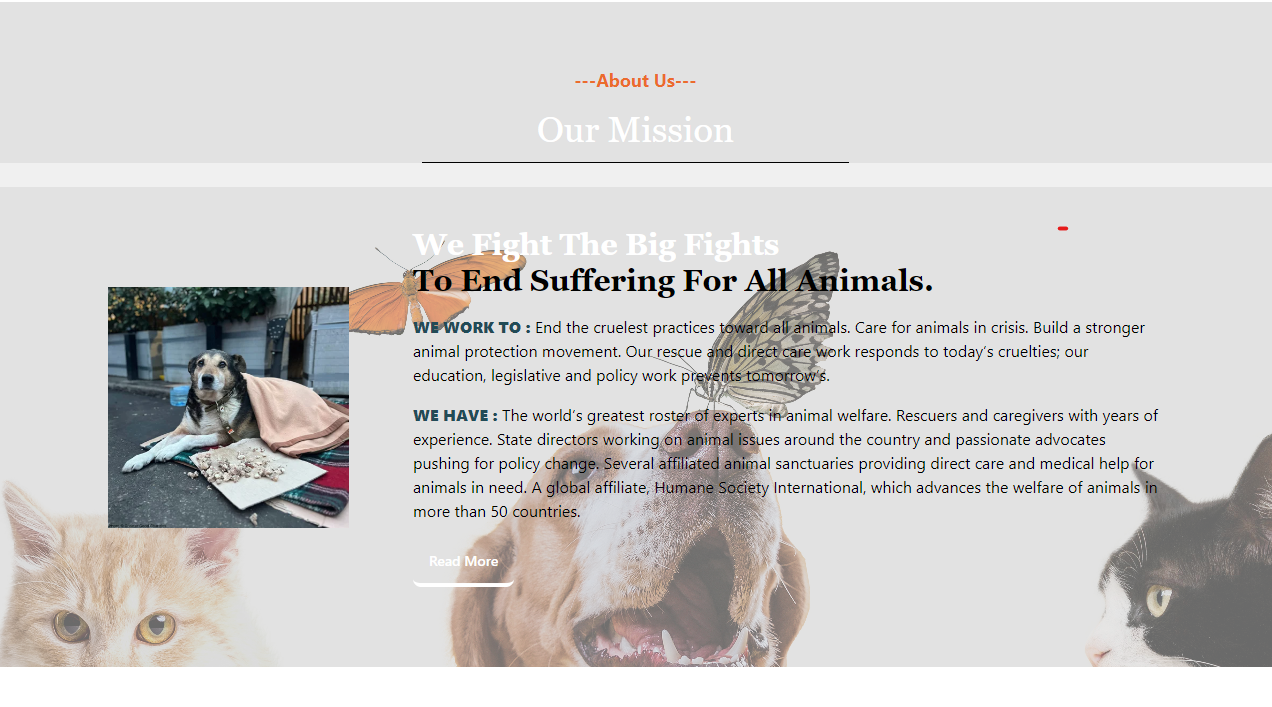 ---About Us---
Our Mission
We Fight The Big Fights
To End Suffering For All Animals.
WE WORK TO : End the cruelest practices toward all animals. Care for animals in crisis. Build a stronger
animal protection movement. Our rescue and direct care work responds to today’s cruelties; our
education, legislative and policy work prevents tomorrow’s.
WE HAVE : The world’s greatest roster of experts in animal welfare. Rescuers and caregivers with years of
experience. State directors working on animal issues around the country and passionate advocates
pushing for policy change. Several affiliated animal sanctuaries providing direct care and medical help for
animals in need. A global affiliate, Humane Society International, which advances the welfare of animals in
more than 50 countries.
Read More